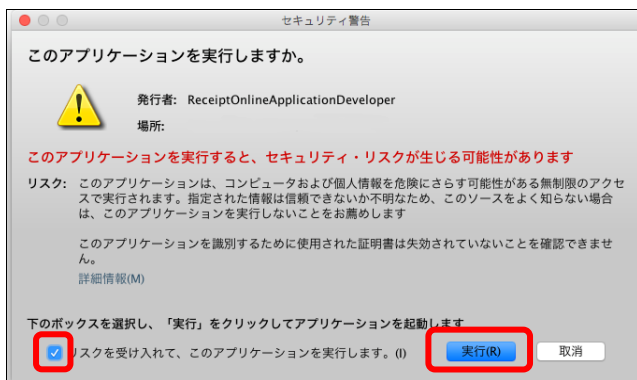 セキュリティ警告
このアプリケーションを実行しますか。
発行者: ReceiptOnlineApplicationDeveloper
場所:
このアプリケーションを実行すると、セキュリティ・リスクが生じる可能性があります
リスク: このアプリケーションは、コンピュータおよび個人情報を危険にさらす可能性がある無制限のアクセ
スで実行されます。指定された情報は信頼できないか不明なため、このソースをよく知らない場合
は、このアプリケーションを実行しないことをお薦めします
このアプリケーションを識別するために使用された証明書は失効されていないことを確認できませ
ん。
詳細情報(M)
下のボックスを選択し、「実行」をクリックしてアプリケーションを起動します
リスクを受け入れて、このアプリケーションを実行します。(I) 実行(R) 取消